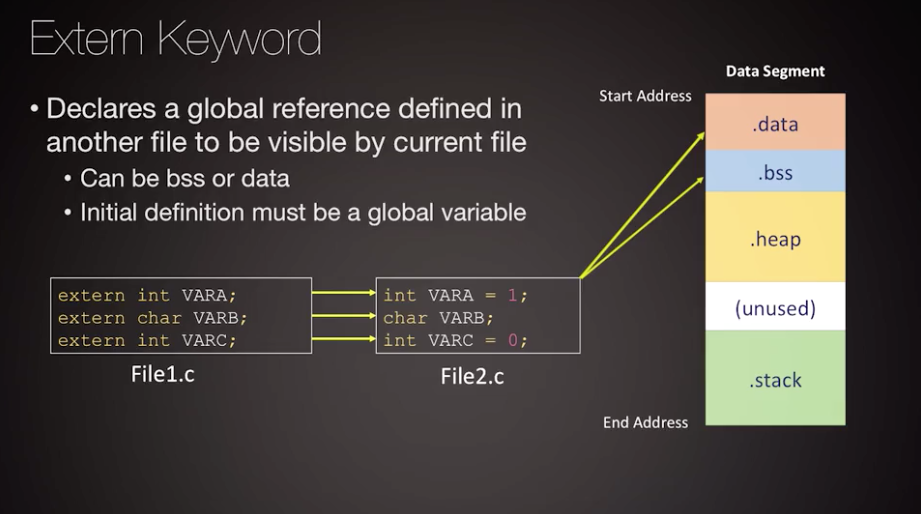 Extern Keyword
• Declares a global reference defined in
another file to be visible by current file
• Can be bss or data
• Initial definition must be a global variable
extern int VARA;
extern char VARB;
extern int VARC;
File1.c
int VARA = 1;
char VARB;
int VARC = 0;
File2.c
Data Segment
Start Address
.data
.bss
.heap
(unused)
.stack
End Address